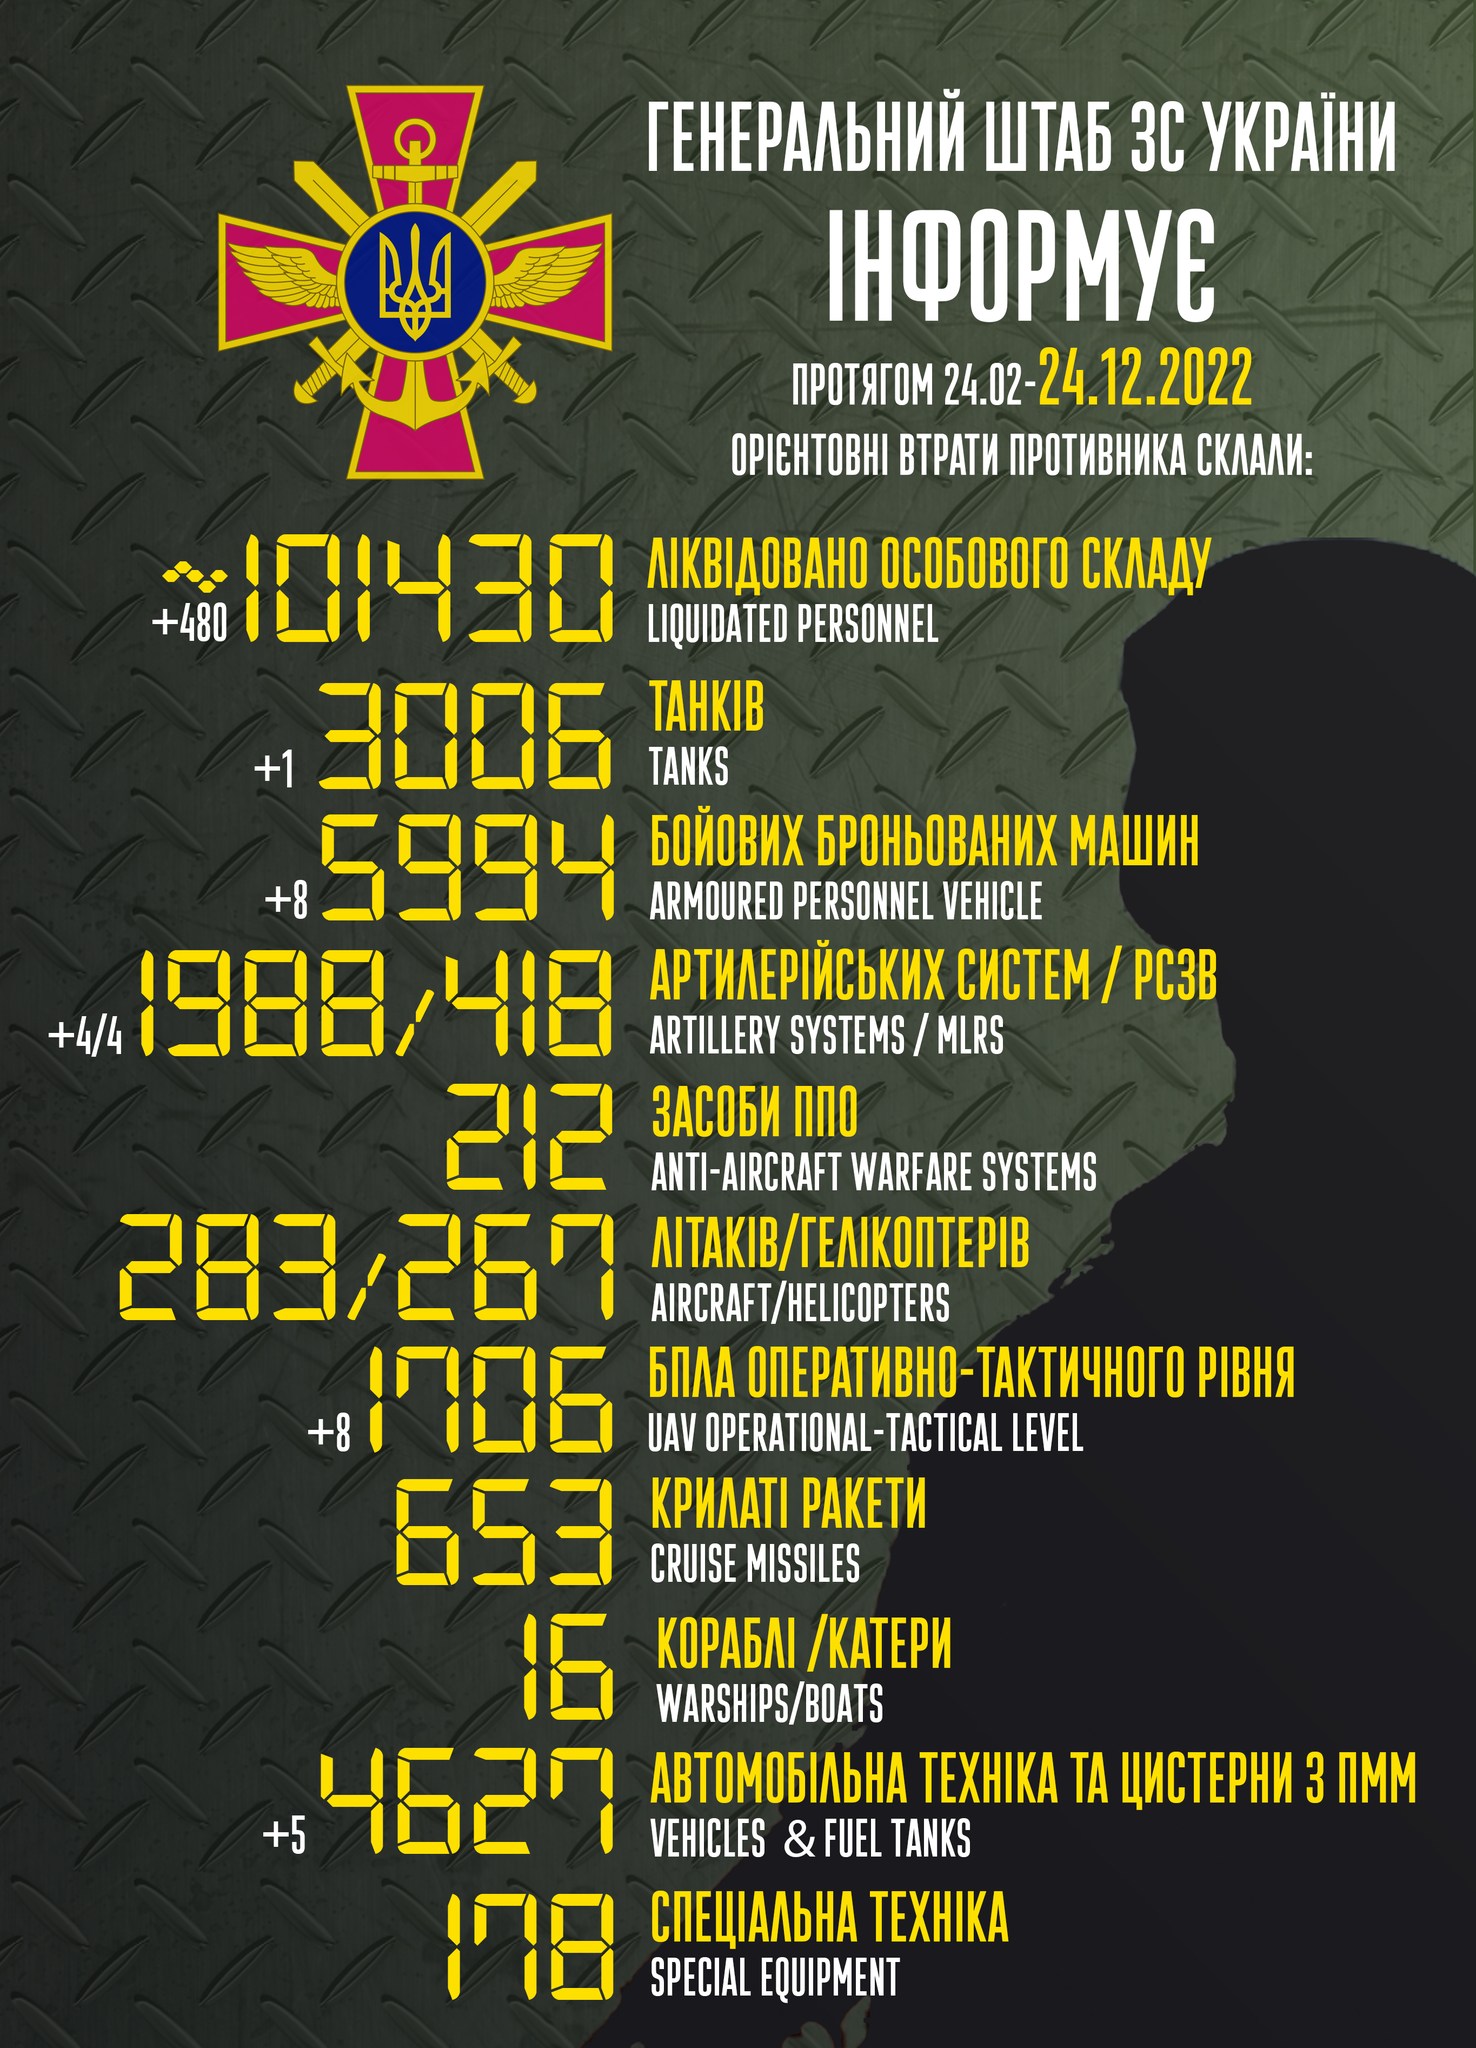 ГЕНЕРАЛЬНИЙ ШТАБ ЗС УКРАЇНИ
ІНФОРМУЄ
ПРОТЯГОМ 24.02-24.12.2022
ОРІЄНТОВНІ ВТРАТИ ПРОТИВНИКА СКЛАЛИ:
~101430 ЛІКВІДОВАНО ОСОБОВОГО СКЛАДУ
+480 LIQUIDATED PERSONNEL
3006 ТАНКІВ
+1 TANKS
5994 БОЙОВИХ БРОНЬОВАНИХ МАШИН
+8 ARMOURED PERSONNEL VEHICLE
1988/418 АРТИЛЕРІЙСЬКИХ СИСТЕМ / РСЗВ
+4/4 ARTILLERY SYSTEMS / MLRS
212 ЗАСОБИ ППО
ANTI-AIRCRAFT WARFARE SYSTEMS
283/267 ЛІТАКІВ/ГЕЛІКОПТЕРІВ
AIRCRAFT/HELICOPTERS
1706 БПЛА ОПЕРАТИВНО-ТАКТИЧНОГО РІВНЯ
+8 UAV OPERATIONAL-TACTICAL LEVEL
653 КРИЛАТІ РАКЕТИ
CRUISE MISSILES
16 КОРАБЛІ /КАТЕРИ
WARSHIPS/BOATS
4627 АВТОМОБІЛЬНА ТЕХНІКА ТА ЦИСТЕРНИ З ПММ
+5 VEHICLES & FUEL TANKS
178 СПЕЦІАЛЬНА ТЕХНІКА
SPECIAL EQUIPMENT